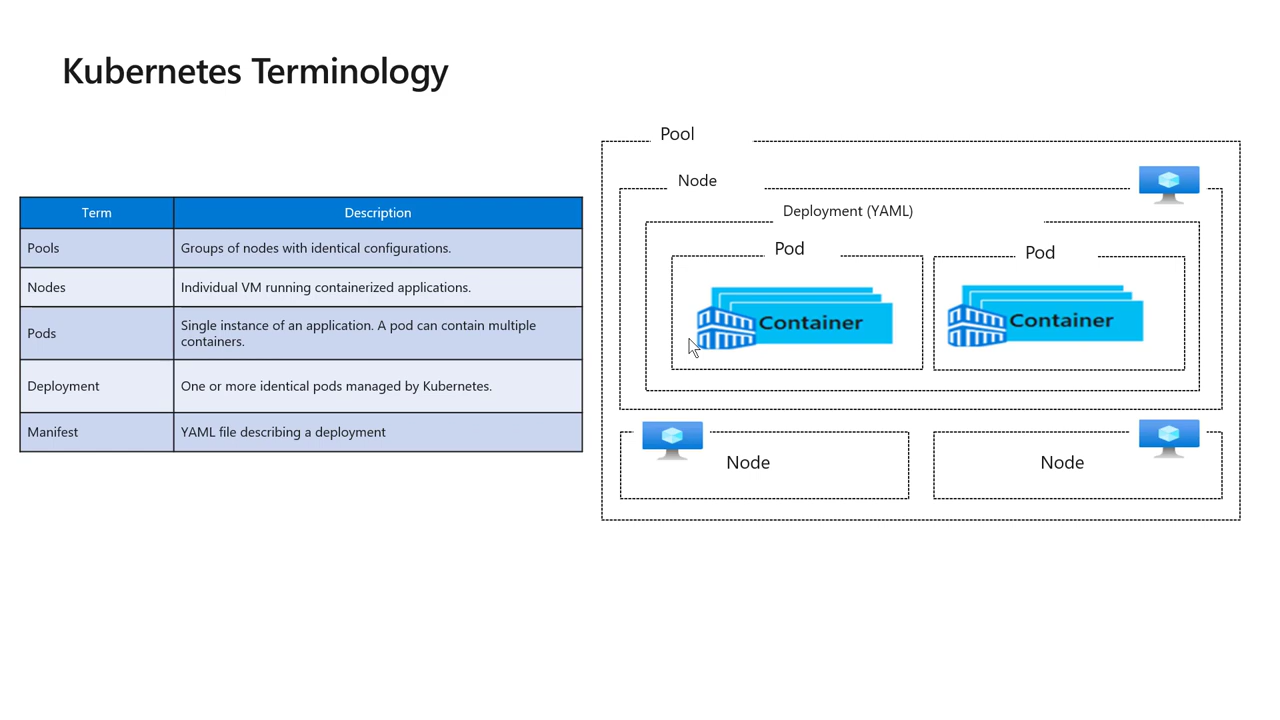 Kubernetes Terminology
Term Description
Pools Groups of nodes with identical configurations.
Nodes Individual VM running containerized applications.
Pods Single instance of an application. A pod can contain multiple
containers.
Deployment One or more identical pods managed by Kubernetes.
Manifest YAML file describing a deployment
Pool
Node
Deployment (YAML)
Pod Pod
Container Container
Node Node